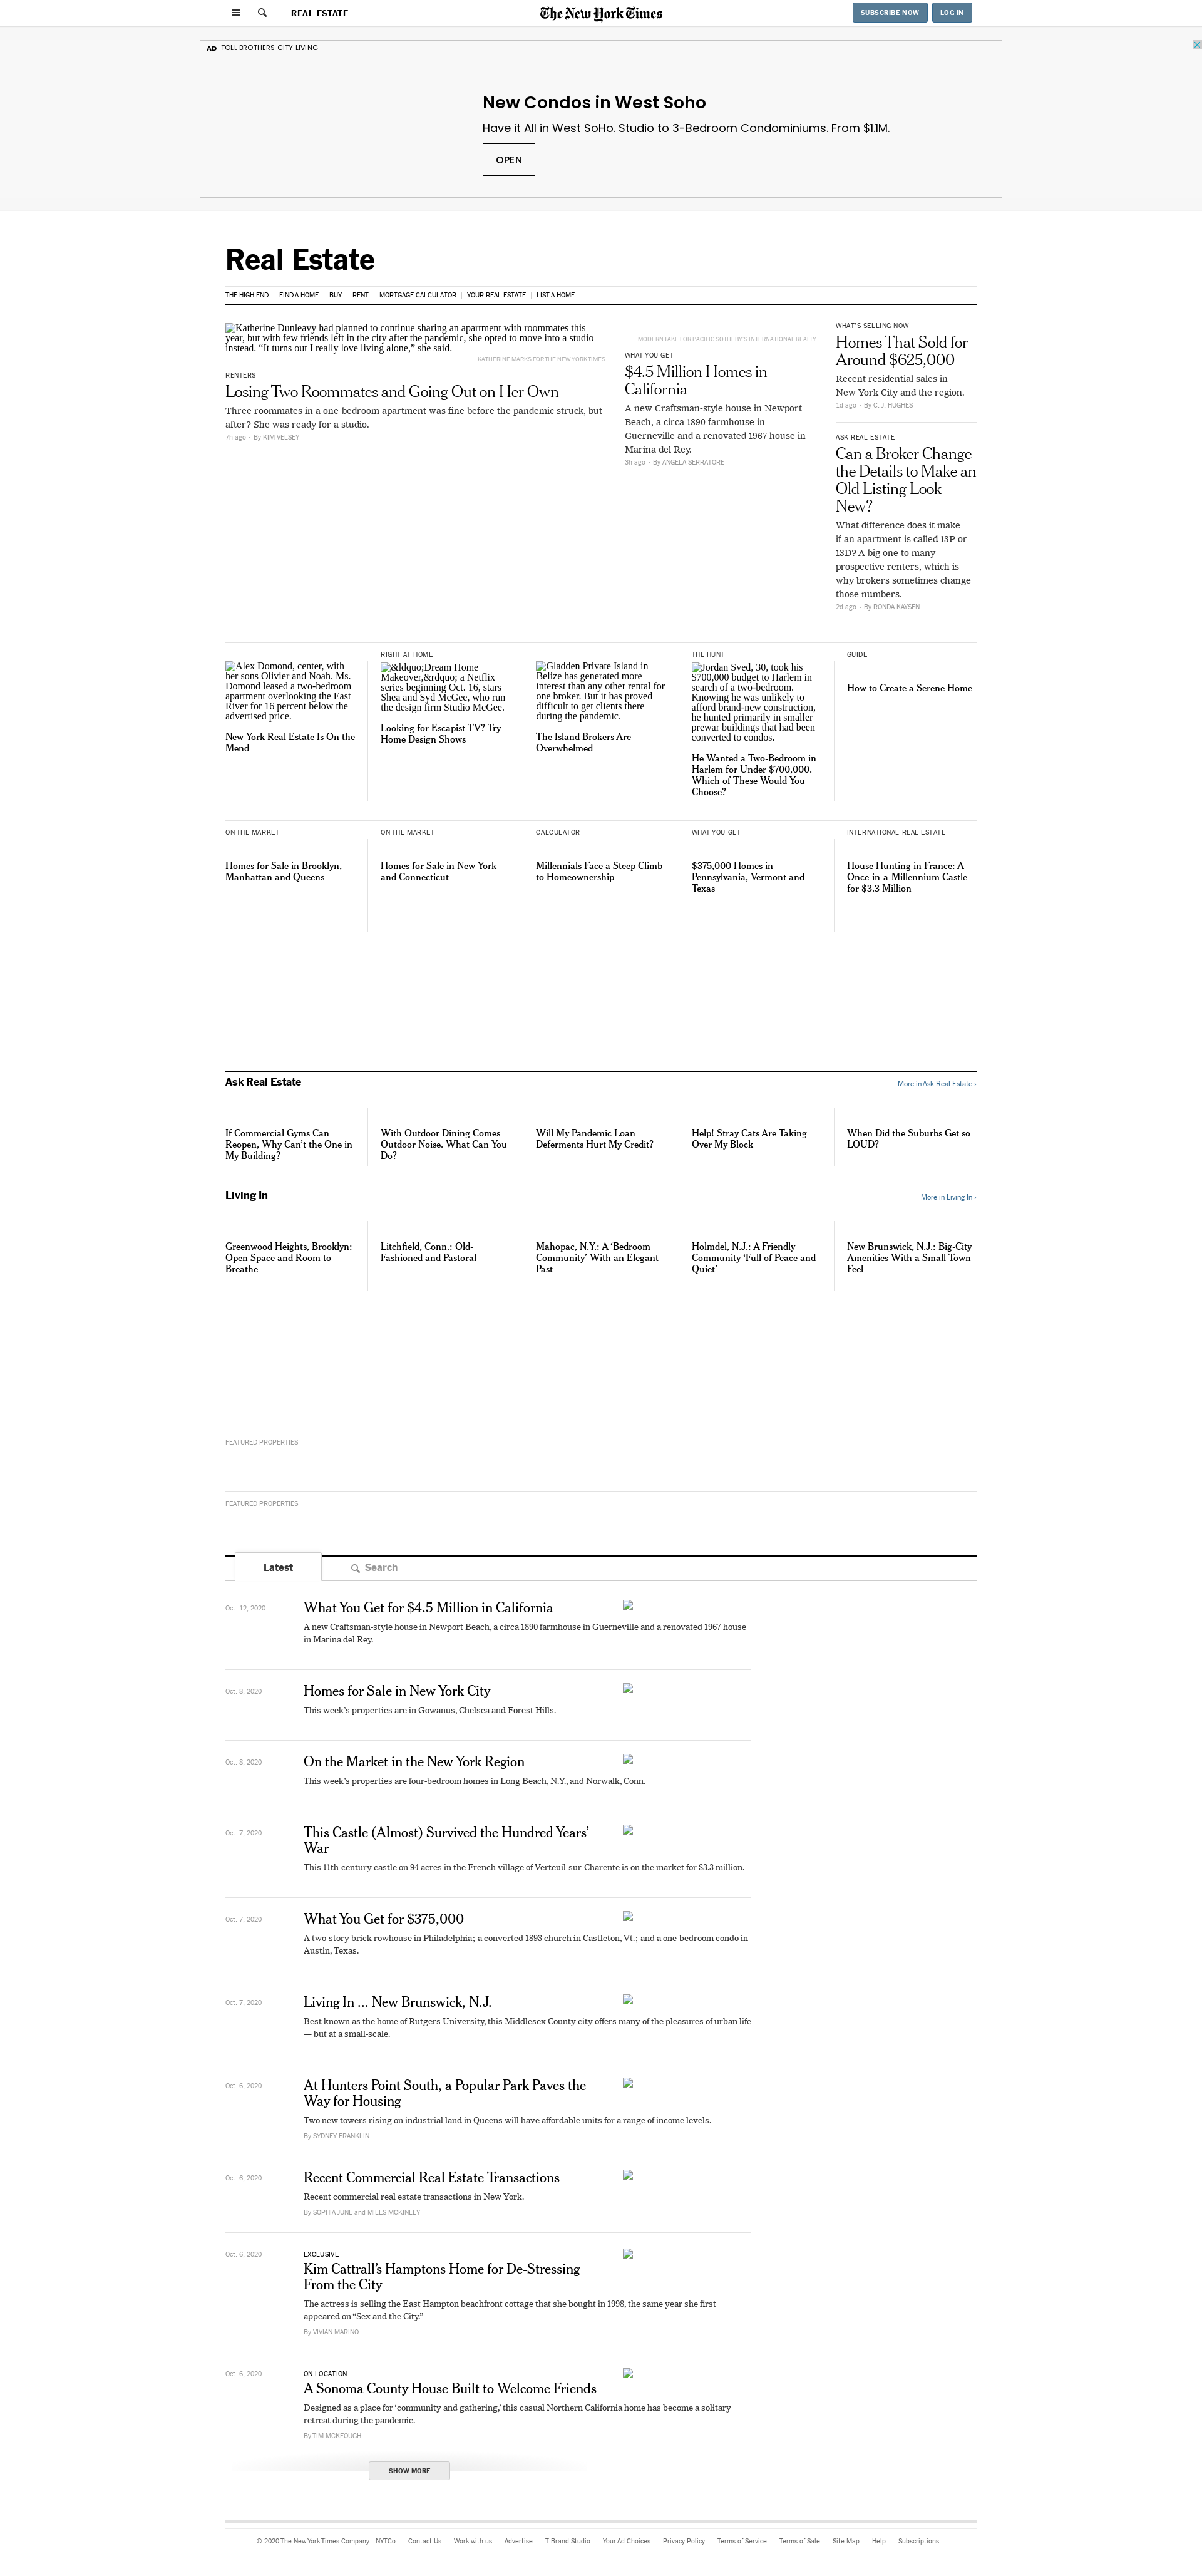 REAL ESTATE
The New York Times
SUBSCRIBE NOW
LOG IN
AD TOLL BROTHERS CITY LIVING
New Condos in West Soho
Have it All in West SoHo. Studio to 3-Bedroom Condominiums. From $1.1M.
OPEN
Real Estate
THE HIGH END
FIND A HOME
BUY
RENT
MORTGAGE CALCULATOR
YOUR REAL ESTATE
LIST A HOME
Katherine Dunleavy had planned to continue sharing an apartment with roommates this
year, but with few friends left in the city after the pandemic, she opted to move into a studio
instead. “It turns out I really love living alone,” she said.
KATHERINE MARKS FOR THE NEW YORK TIMES
RENTERS
Losing Two Roommates and Going Out on Her Own
Three roommates in a one-bedroom apartment was fine before the pandemic struck, but
after? She was ready for a studio.
7h ago - By KIM VELSEY
MODERN TAKE FOR PACIFIC SOTHEBY'S INTERNATIONAL REALTY
WHAT YOU GET
$4.5 Million Homes in
California
A new Craftsman-style house in Newport
Beach, a circa 1890 farmhouse in
Guerneville and a renovated 1967 house in
Marina del Rey.
3h ago - By ANGELA SERRATORE
WHAT'S SELLING NOW
Homes That Sold for
Around $625,000
Recent residential sales in
New York City and the region.
1d ago - By C. J. HUGHES
ASK REAL ESTATE
Can a Broker Change
the Details to Make an
Old Listing Look
New?
What difference does it make
if an apartment is called 13P or
13D? A big one to many
prospective renters, which is
why brokers sometimes change
those numbers.
2d ago - By RONDA KAYSEN
Alex Domond, center, with
her sons Olivier and Noah. Ms.
Domond leased a two-bedroom
apartment overlooking the East
River for 16 percent below the
advertised price.
New York Real Estate Is On the
Mend
RIGHT AT HOME
&ldquo;Dream Home
Makeover,&rdquo; a Netflix
series beginning Oct. 16, stars
Shea and Syd McGee, who run
the design firm Studio McGee.
Looking for Escapist TV? Try
Home Design Shows
Gladden Private Island in
Belize has generated more
interest than any other rental for
one broker. But it has proved
difficult to get clients there
during the pandemic.
The Island Brokers Are
Overwhelmed
THE HUNT
Jordan Sved, 30, took his
$700,000 budget to Harlem in
search of a two-bedroom.
Knowing he was unlikely to
afford brand-new construction,
he hunted primarily in smaller
prewar buildings that had been
converted to condos.
He Wanted a Two-Bedroom in
Harlem for Under $700,000.
Which of These Would You
Choose?
GUIDE
How to Create a Serene Home
ON THE MARKET
Homes for Sale in Brooklyn,
Manhattan and Queens
ON THE MARKET
Homes for Sale in New York
and Connecticut
CALCULATOR
Millennials Face a Steep Climb
to Homeownership
WHAT YOU GET
$375,000 Homes in
Pennsylvania, Vermont and
Texas
INTERNATIONAL REAL ESTATE
House Hunting in France: A
Once-in-a-Millennium Castle
for $3.3 Million
Ask Real Estate
More in Ask Real Estate ›
If Commercial Gyms Can
Reopen, Why Can't the One in
My Building?
With Outdoor Dining Comes
Outdoor Noise. What Can You
Do?
Will My Pandemic Loan
Deferments Hurt My Credit?
Help! Stray Cats Are Taking
Over My Block
When Did the Suburbs Get so
LOUD?
Living In
More in Living In ›
Greenwood Heights, Brooklyn:
Open Space and Room to
Breathe
Litchfield, Conn.: Old-
Fashioned and Pastoral
Mahopac, N.Y.: A ‘Bedroom
Community’ With an Elegant
Past
Holmdel, N.J.: A Friendly
Community ‘Full of Peace and
Quiet’
New Brunswick, N.J.: Big-City
Amenities With a Small-Town
Feel
FEATURED PROPERTIES
FEATURED PROPERTIES
Latest
Search
Oct. 12, 2020
What You Get for $4.5 Million in California
A new Craftsman-style house in Newport Beach, a circa 1890 farmhouse in Guerneville and a renovated 1967 house
in Marina del Rey.
Oct. 8, 2020
Homes for Sale in New York City
This week’s properties are in Gowanus, Chelsea and Forest Hills.
Oct. 8, 2020
On the Market in the New York Region
This week’s properties are four-bedroom homes in Long Beach, N.Y., and Norwalk, Conn.
Oct. 7, 2020
This Castle (Almost) Survived the Hundred Years’
War
This 11th-century castle on 94 acres in the French village of Verteuil-sur-Charente is on the market for $3.3 million.
Oct. 7, 2020
What You Get for $375,000
A two-story brick rowhouse in Philadelphia; a converted 1893 church in Castleton, Vt.; and a one-bedroom condo in
Austin, Texas.
Oct. 7, 2020
Living In ... New Brunswick, N.J.
Best known as the home of Rutgers University, this Middlesex County city offers many of the pleasures of urban life
— but at a small-scale.
Oct. 6, 2020
At Hunters Point South, a Popular Park Paves the
Way for Housing
Two new towers rising on industrial land in Queens will have affordable units for a range of income levels.
By SYDNEY FRANKLIN
Oct. 6, 2020
Recent Commercial Real Estate Transactions
Recent commercial real estate transactions in New York.
By SOPHIA JUNE and MILES MCKINLEY
Oct. 6, 2020
EXCLUSIVE
Kim Cattrall’s Hamptons Home for De-Stressing
From the City
The actress is selling the East Hampton beachfront cottage that she bought in 1998, the same year she first
appeared on “Sex and the City.”
By VIVIAN MARINO
Oct. 6, 2020
ON LOCATION
A Sonoma County House Built to Welcome Friends
Designed as a place for ‘community and gathering,’ this casual Northern California home has become a solitary
retreat during the pandemic.
By TIM MCKEOUGH
SHOW MORE
© 2020 The New York Times Company NYTCo Contact Us Work with us Advertise T Brand Studio Your Ad Choices Privacy Policy Terms of Service Terms of Sale Site Map Help Subscriptions